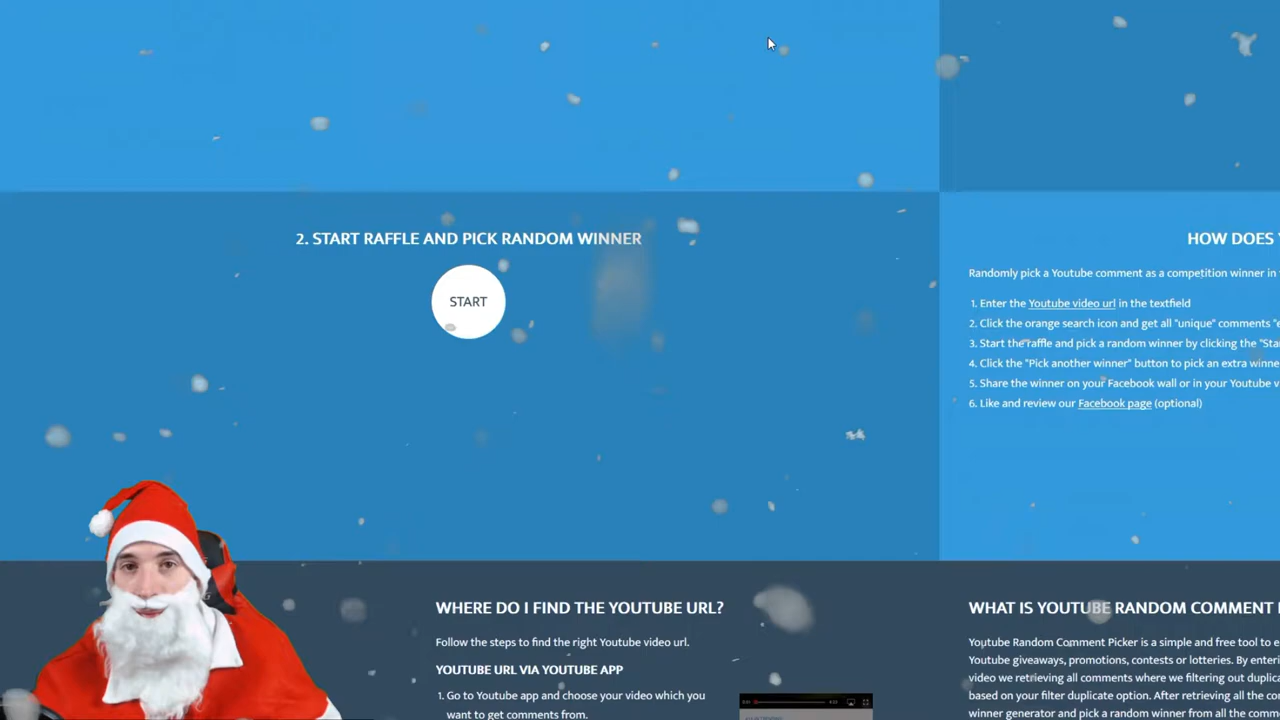 2. START RAFFLE AND PICK RANDOM WINNER
START
HOW DOES
Randomly pick a Youtube comment as a competition winner in
1. Enter the Youtube video url in the textfield
2. Click the orange search icon and get all "unique" comments
3. Start the raffle and pick a random winner by clicking the
4. Click the "Pick another winner" button to pick an extra
5. Share the winner on your Facebook wall or in your Youtube
6. Like and review our Facebook page (optional)
WHERE DO I FIND THE YOUTUBE URL?
Follow the steps to find the right Youtube video url.
YOUTUBE URL VIA YOUTUBE APP
1. Go to Youtube app and choose your video which you
want to get comments from.
WHAT IS YOUTUBE RANDOM COMMENT
Youtube Random Comment Picker is a simple and free tool to
Youtube giveaways, promotions, contests or lotteries. By
video we retrieving all comments where we filtering out
based on your filter duplicate option. After retrieving all the
winner generator and pick a random winner from all the